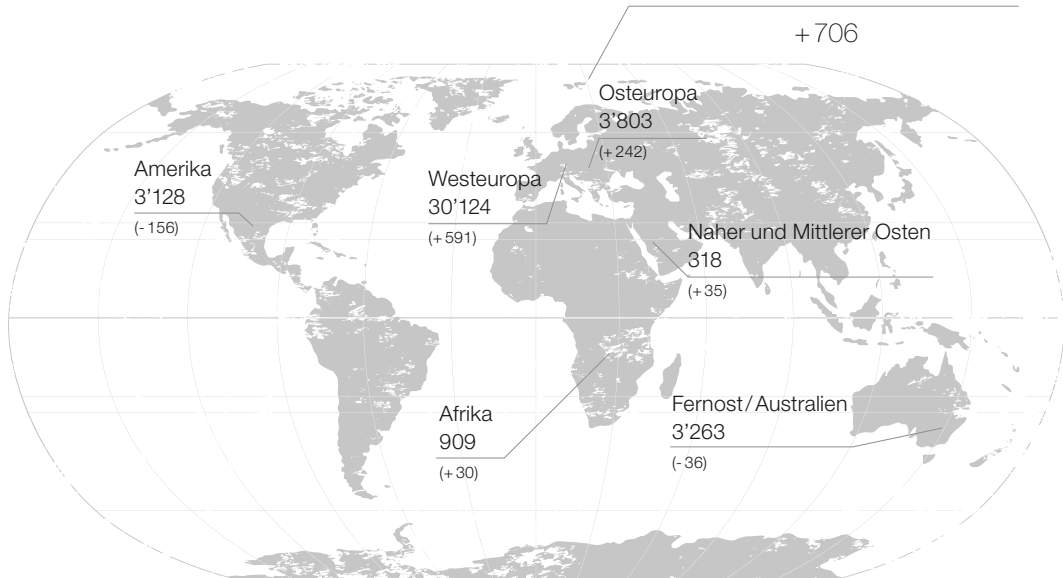 + 706
Osteuropa
3'803
(+ 242)
Amerika
3'128
(- 156)
Westeuropa
30'124
(+ 591)
Naher und Mittlerer Osten
318
(+ 35)
Afrika
909
(+ 30)
Fernost / Australien
3'263
(- 36)